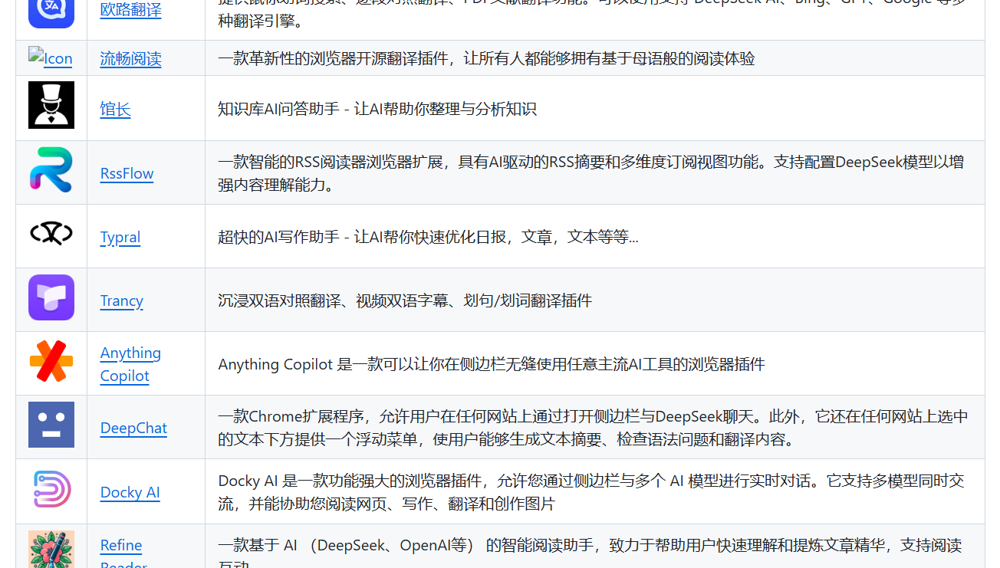 欧路翻译
种翻译引擎。
Icon
流畅阅读
一款革新性的浏览器开源翻译插件，让所有人都能够拥有基于母语般的阅读体验
馆长
知识库AI问答助手 - 让AI帮助你整理与分析知识
RssFlow
一款智能的RSS阅读器浏览器扩展，具有AI驱动的RSS摘要和多维度订阅视图功能。支持配置DeepSeek模型以增
强内容理解能力。
Typral
超快的AI写作助手 - 让AI帮你快速优化日报，文章，文本等等...
Trancy
沉浸双语对照翻译、视频双语字幕、划句/划词翻译插件
Anything
Copilot
Anything Copilot 是一款可以让你在侧边栏无缝使用任意主流AI工具的浏览器插件
DeepChat
一款Chrome扩展程序，允许用户在任何网站上通过打开侧边栏与DeepSeek聊天。此外，它还在任何网站上选中
的文本下方提供一个浮动菜单，使用户能够生成文本摘要、检查语法问题和翻译内容。
Docky AI
Docky AI 是一款功能强大的浏览器插件，允许您通过侧边栏与多个 AI 模型进行实时对话。它支持多模型同时交
流，并能协助您阅读网页、写作、翻译和创作图片
Refine
一款基于 AI （DeepSeek、OpenAI等） 的智能阅读助手，致力于帮助用户快速理解和提炼文章精华，支持阅读